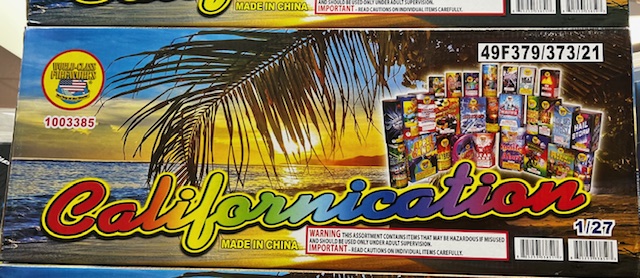 MADE IN CHINA
AND SHOULD BE USED ONLY UNDER ADULT SUPERVISION.
IMPORTANT - READ CAUTIONS ON INDIVIDUAL ITEMS CAREFULLY.
49F379/373/21
WORLD-CLASS
FIREWORKS
1003385
Californication
1/27
MADE IN CHINA
WARNING THIS ASSORTMENT CONTAINS ITEMS THAT MAY BE HAZARDOUS IF MISUSED
AND SHOULD BE USED ONLY UNDER ADULT SUPERVISION.
IMPORTANT - READ CAUTIONS ON INDIVIDUAL ITEMS CAREFULLY.